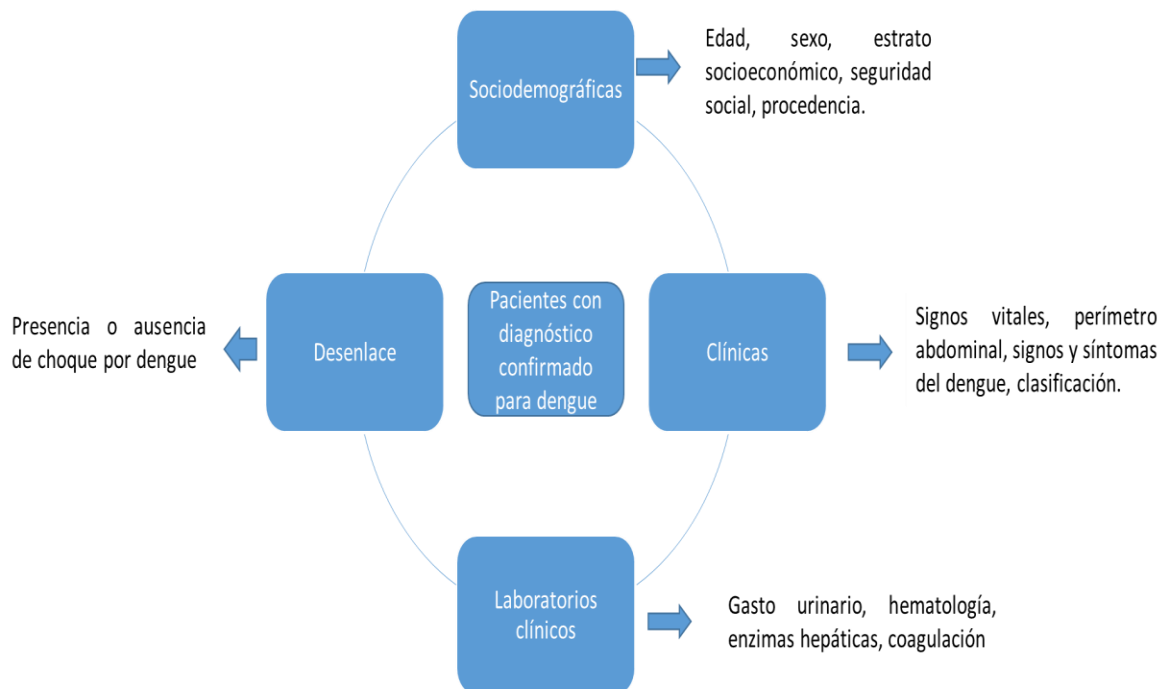 Sociodemográficas
Edad, sexo, estrato
socioeconómico, seguridad
social, procedencia.
Presencia o ausencia
de choque por dengue
Desenlace
Pacientes con
diagnóstico
confirmado
para dengue
Clínicas
Signos vitales, perímetro
abdominal, signos y síntomas
del dengue, clasificación.
Laboratorios
clínicos
Gasto urinario, hematología,
enzimas hepáticas, coagulación